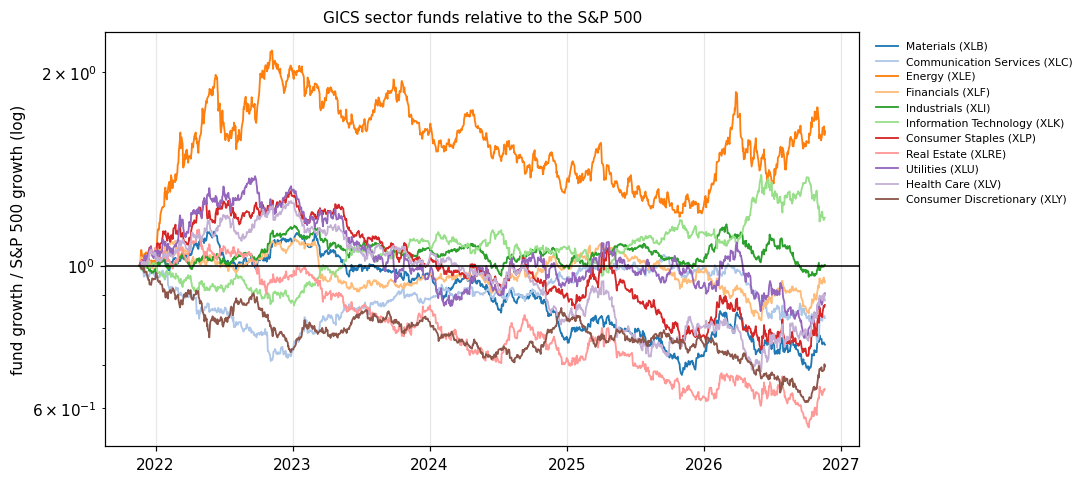 GICS sector funds relative to the S&P 500
fund growth / S&P 500 growth (log)
2 × 10⁰
10⁰
6 × 10⁻¹
2022 2023 2024 2025 2026 2027
Materials (XLB)
Communication Services (XLC)
Energy (XLE)
Financials (XLF)
Industrials (XLI)
Information Technology (XLK)
Consumer Staples (XLP)
Real Estate (XLRE)
Utilities (XLU)
Health Care (XLV)
Consumer Discretionary (XLY)